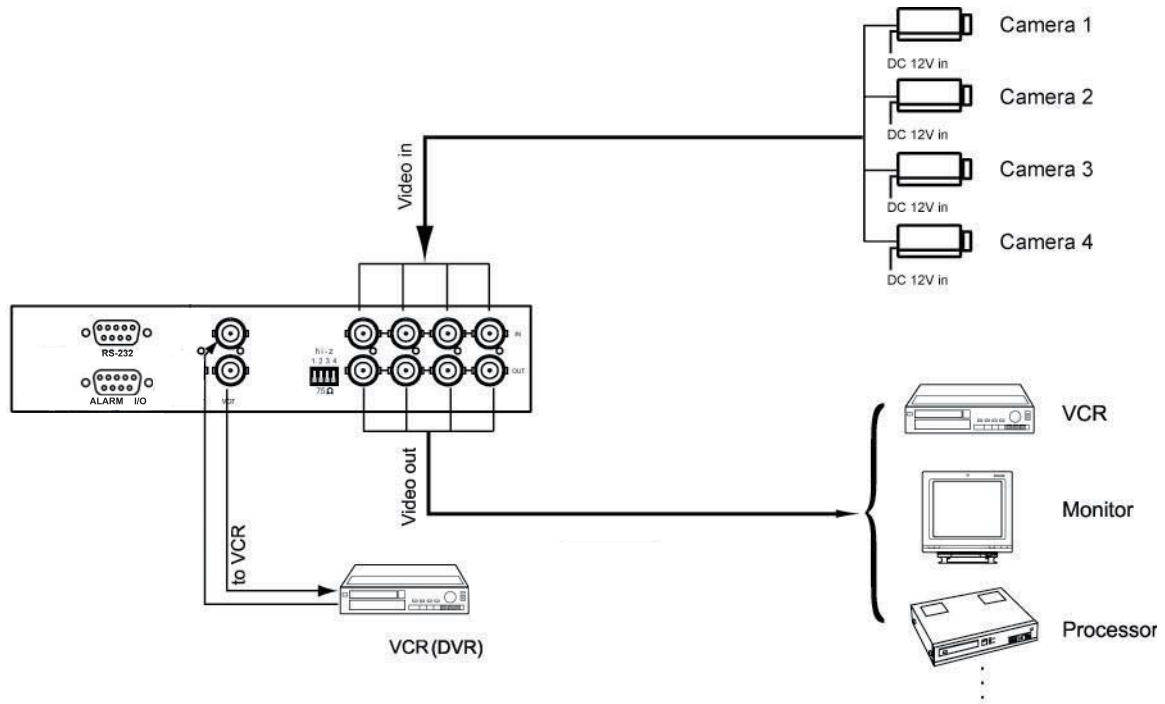 Camera 1
DC 12V in
Camera 2
DC 12V in
Camera 3
DC 12V in
Camera 4
DC 12V in
Video in
RS-232
ALARM I/O
hi-z
1 2 3 4
75Ω
IN
OUT
Video out
to VCR
VCR (DVR)
VCR
Monitor
Processor